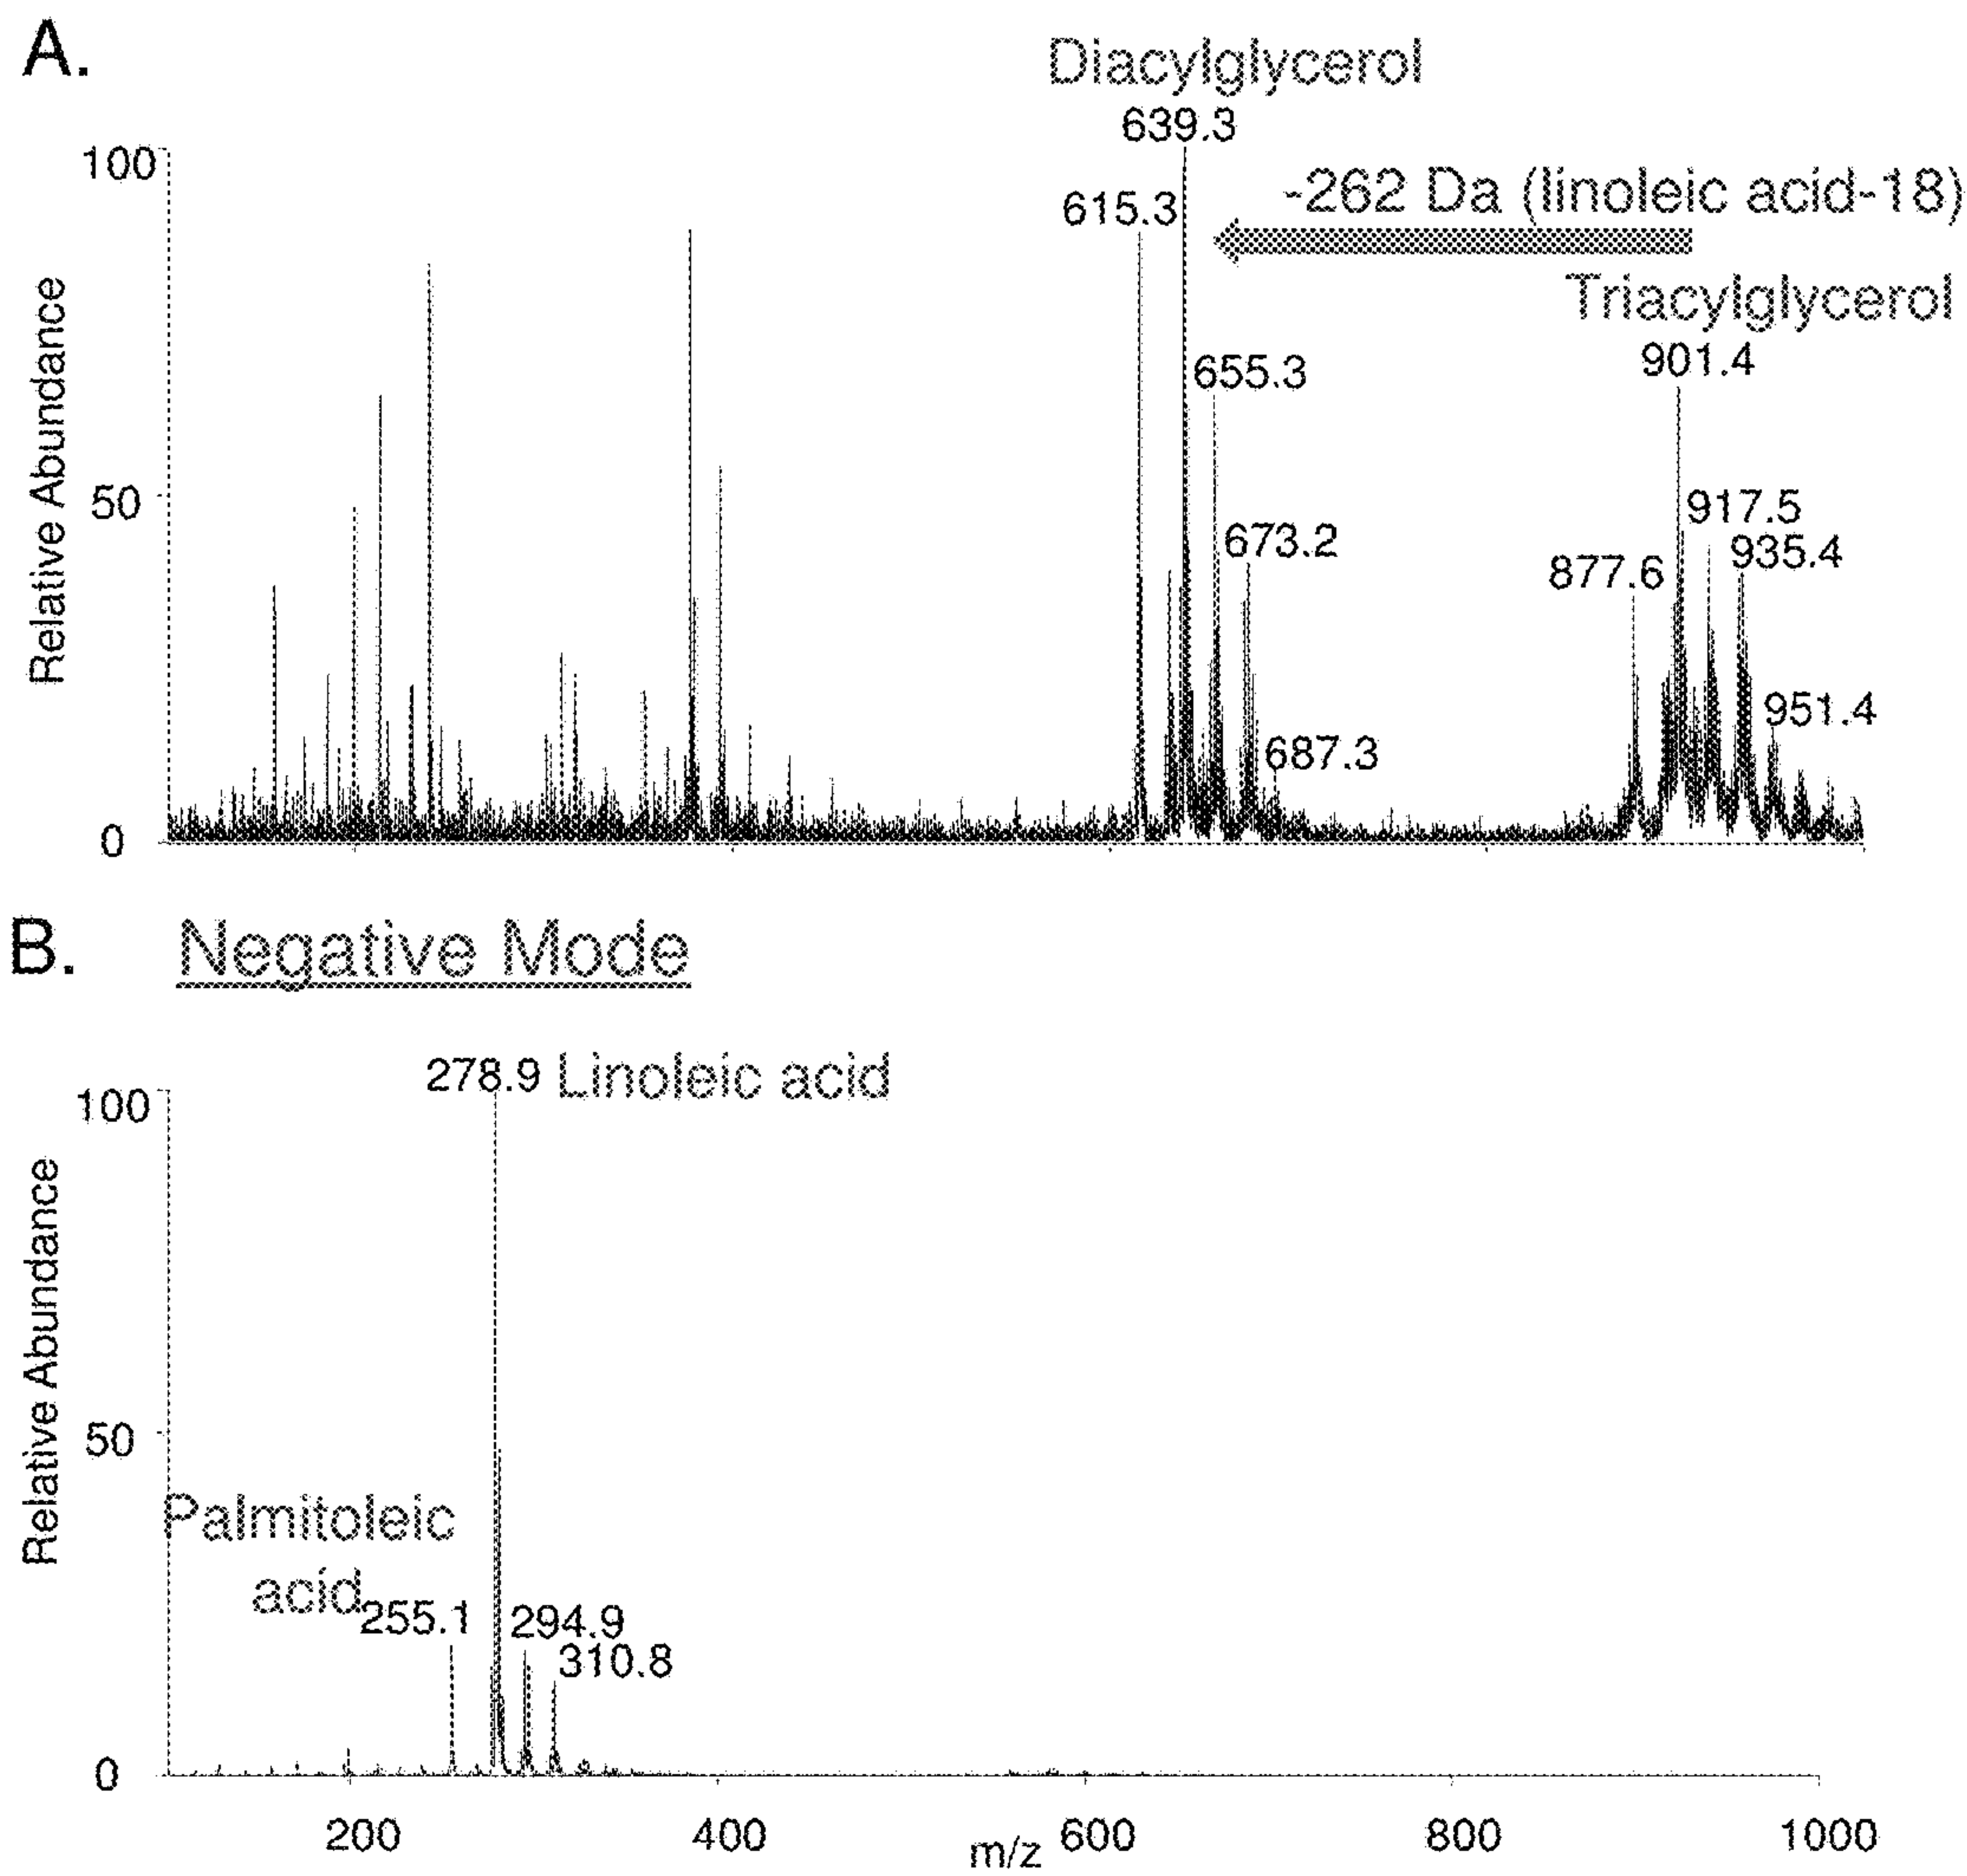 A.
Diacylglycerol
639.3
100
615.3
-262 Da (linoleic acid-18)
Triacylglycerol
901.4
655.3
Relative Abundance
50
917.5
673.2
935.4
877.6
951.4
687.3
0
B. Negative Mode
278.9 Linoleic acid
100
Relative Abundance
50
Palmitoleic
acid
255.1
294.9
310.8
0
200
400
m/z
600
800
1000